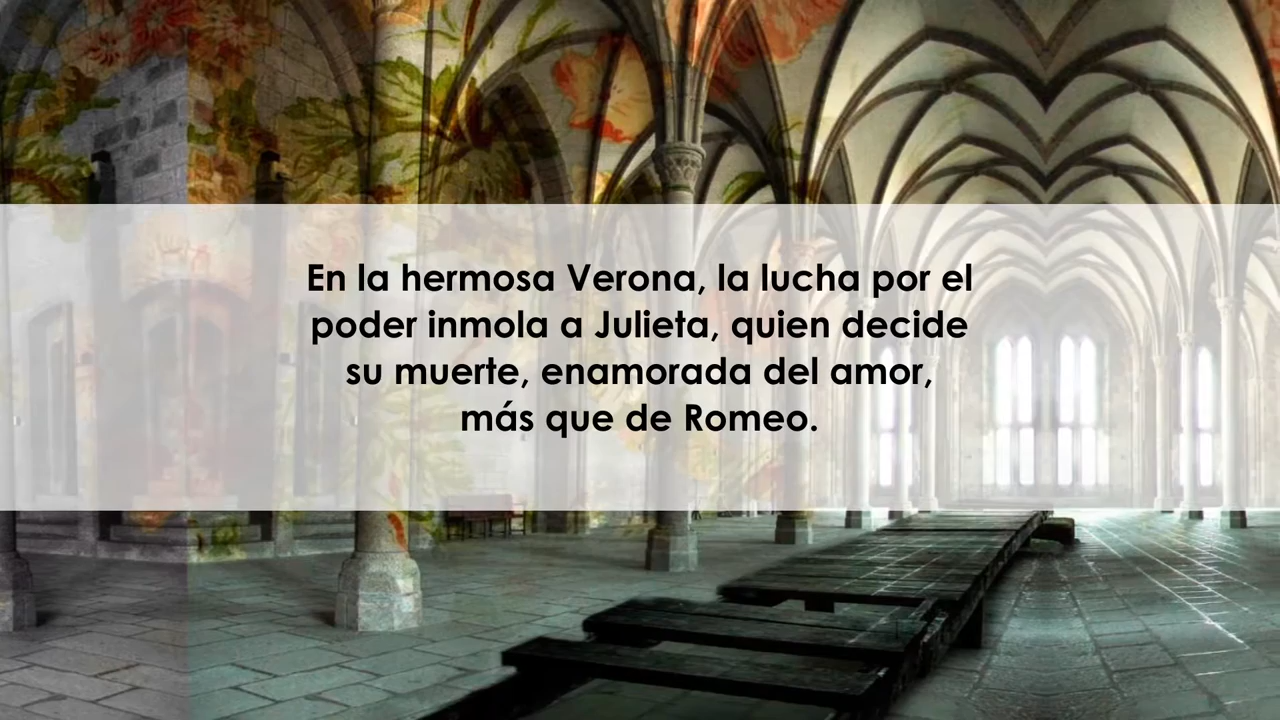 En la hermosa Verona, la lucha por el
poder inmola a Julieta, quien decide
su muerte, enamorada del amor,
más que de Romeo.